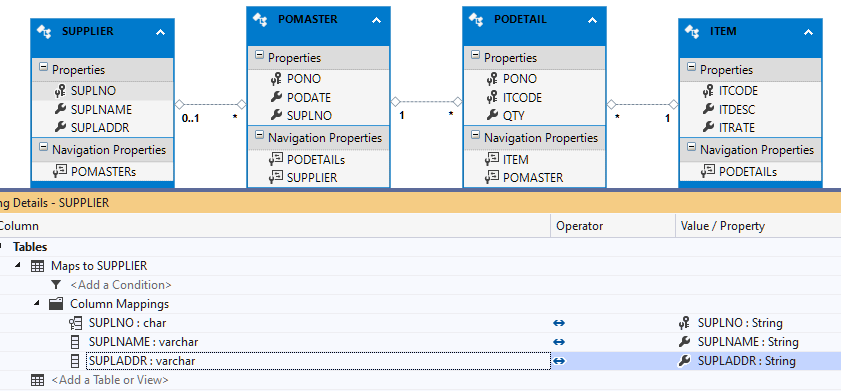 SUPPLIER
Properties
SUPLNO
SUPLNAME
SUPLADDR
Navigation Properties
POMASTERs
0..1
*
POMASTER
Properties
PONO
PODATE
SUPLNO
Navigation Properties
PODETAILs
SUPPLIER
1
*
PODETAIL
Properties
PONO
ITCODE
QTY
Navigation Properties
ITEM
POMASTER
*
1
ITEM
Properties
ITCODE
ITDESC
ITRATE
Navigation Properties
PODETAILs
ng Details - SUPPLIER
Column Operator Value / Property
Tables
Maps to SUPPLIER
<Add a Condition>
Column Mappings
SUPLNO : char SUPLNO : String
SUPLNAME : varchar SUPLNAME : String
SUPLADDR : varchar SUPLADDR : String
<Add a Table or View>